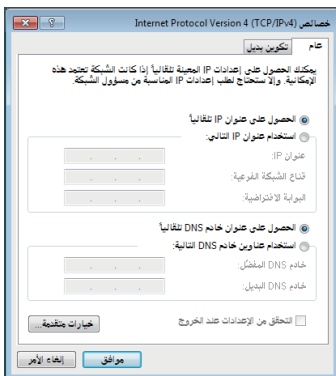 خصائص Internet Protocol Version 4 (TCP/IPv4)
عام
تكوين بديل
يمكنك الحصول على إعدادات IP المعينة تلقائياً إذا كانت الشبكة تعتمد هذه
الإمكانية. وإلا ستحتاج لطلب إعدادات IP المناسبة من مسؤول الشبكة.
الحصول على عنوان IP تلقائياً
استخدام عنوان IP التالي:
عنوان IP:
قناع الشبكة الفرعية:
البوابة الافتراضية:
الحصول على عنوان خادم DNS تلقائياً
استخدام عناوين خادم DNS التالية:
خادم DNS المفضّل:
خادم DNS البديل:
التحقق من الإعدادات عند الخروج
خيارات متقدمة...
موافق
إلغاء الأمر